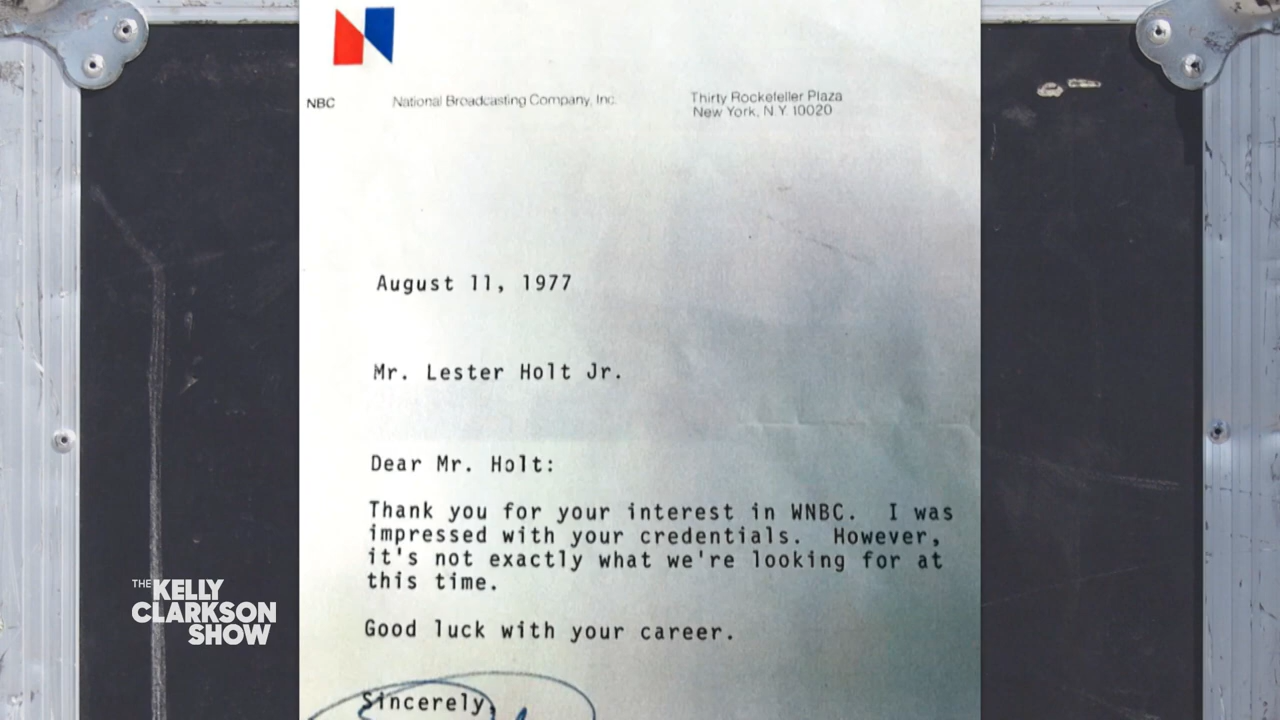 NBC National Broadcasting Company, Inc. Thirty Rockefeller Plaza
New York, N.Y. 10020
August 11, 1977
Mr. Lester Holt Jr.
Dear Mr. Holt:
Thank you for your interest in WNBC. I was
impressed with your credentials. However,
it's not exactly what we're looking for at
this time.
Good luck with your career.
Sincerely,
THE KELLY
CLARKSON
SHOW